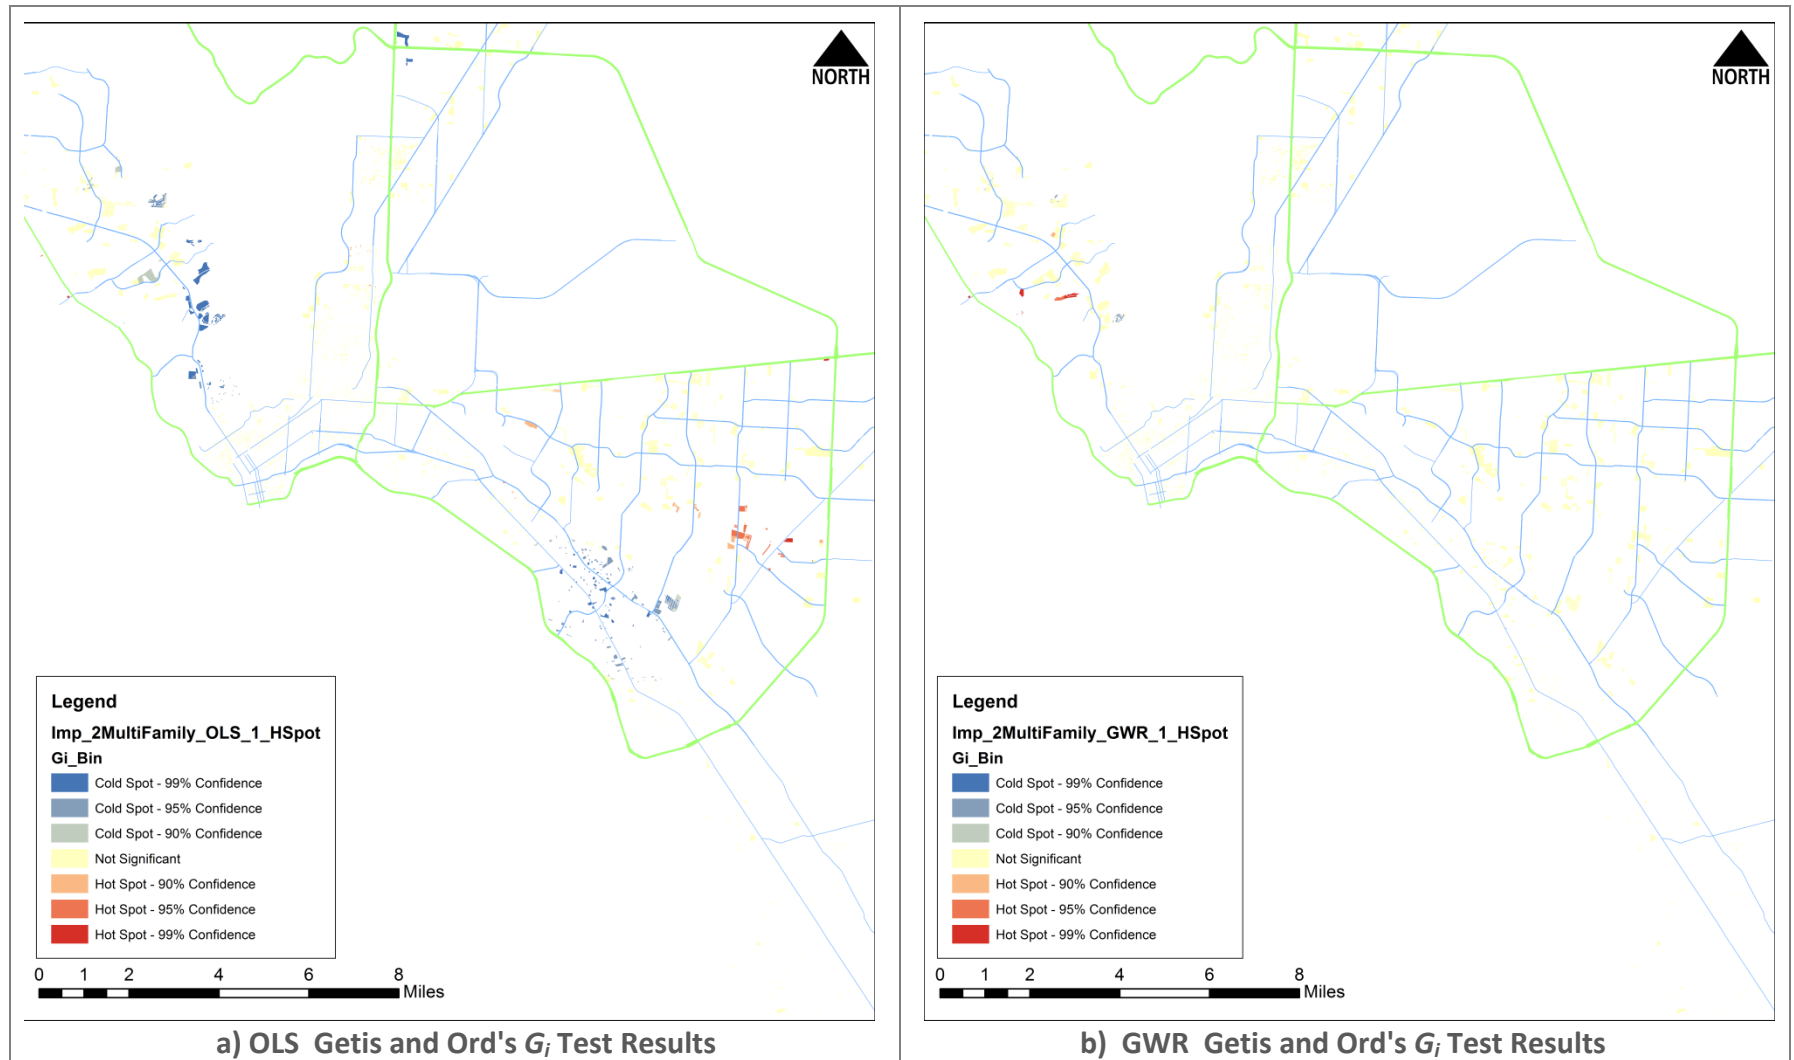 NORTH
Legend
Imp_2MultiFamily_OLS_1_HSpot
Gi_Bin
Cold Spot - 99% Confidence
Cold Spot - 95% Confidence
Cold Spot - 90% Confidence
Not Significant
Hot Spot - 90% Confidence
Hot Spot - 95% Confidence
Hot Spot - 99% Confidence
0 1 2 4 6 8
Miles
a) OLS Getis and Ord's Gi Test Results
NORTH
Legend
Imp_2MultiFamily_GWR_1_HSpot
Gi_Bin
Cold Spot - 99% Confidence
Cold Spot - 95% Confidence
Cold Spot - 90% Confidence
Not Significant
Hot Spot - 90% Confidence
Hot Spot - 95% Confidence
Hot Spot - 99% Confidence
0 1 2 4 6 8
Miles
b) GWR Getis and Ord's Gi Test Results